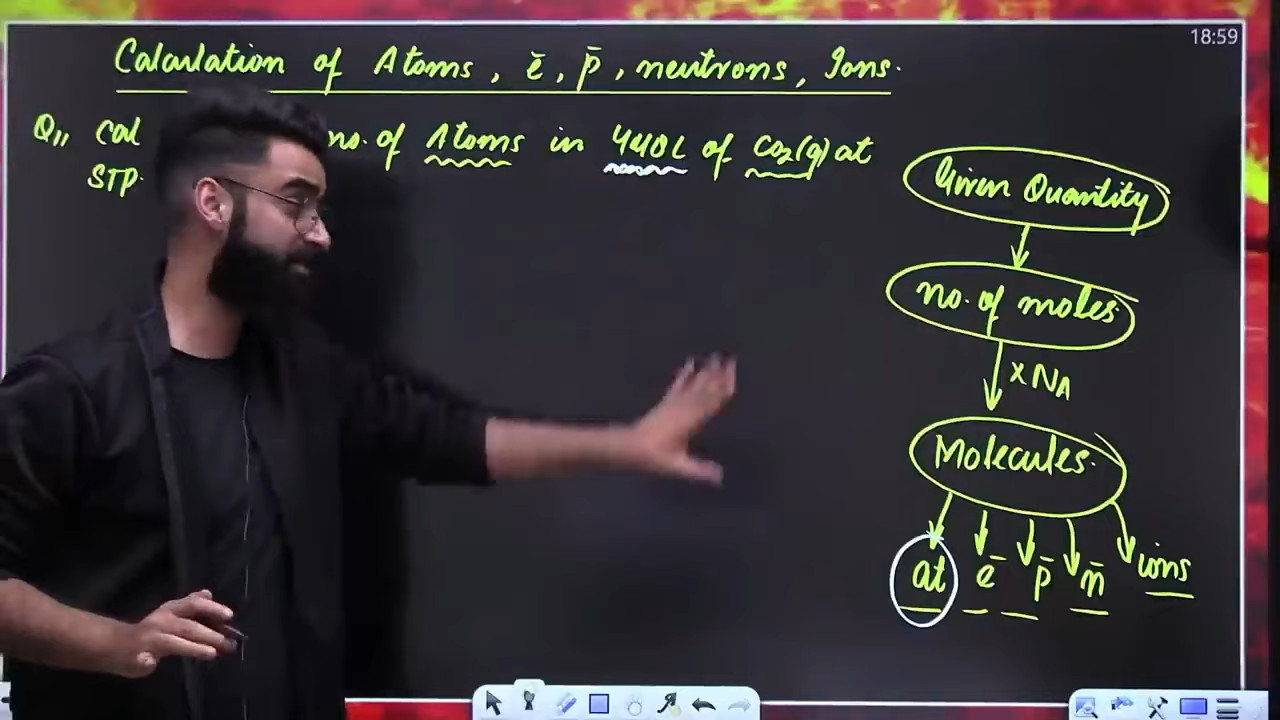 18:59
Calculation of Atoms, ē, p̄, neutrons, Ions.
Q,, Cal no. of Atoms in 440L of CO2(g) at
STP.
Given Quantity
no. of moles
x NA
Molecules.
at ē p̄ n̄ ions